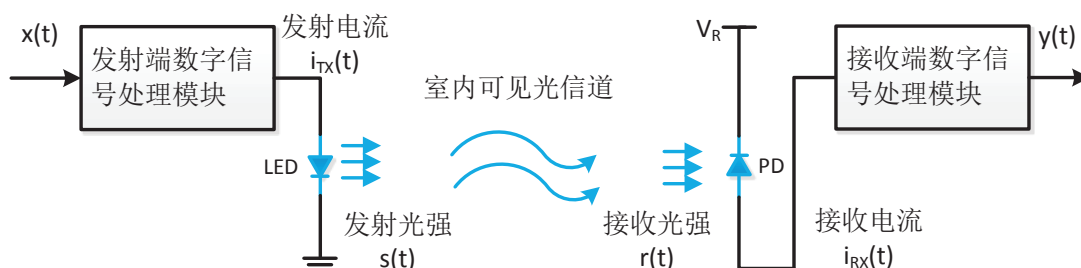 x(t)
发射端数字信
号处理模块
发射电流
i_TX(t)
LED
发射光强
s(t)
室内可见光信道
接收光强
r(t)
V_R
PD
接收电流
i_RX(t)
接收端数字信
号处理模块
y(t)